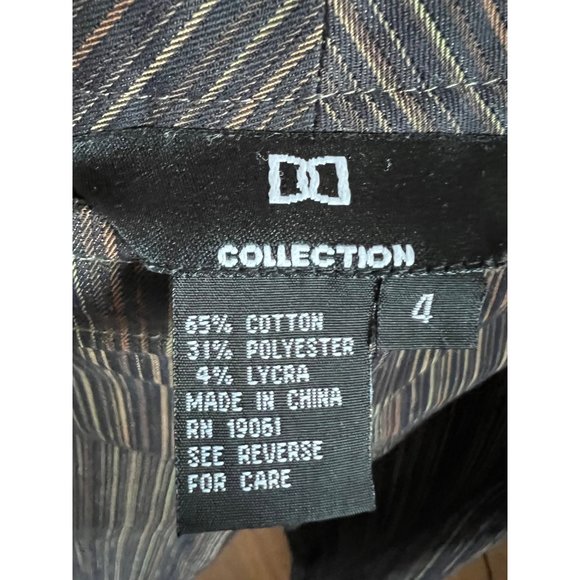 COLLECTION
4
65% COTTON
31% POLYESTER
4% LYCRA
MADE IN CHINA
RN 19061
SEE REVERSE
FOR CARE